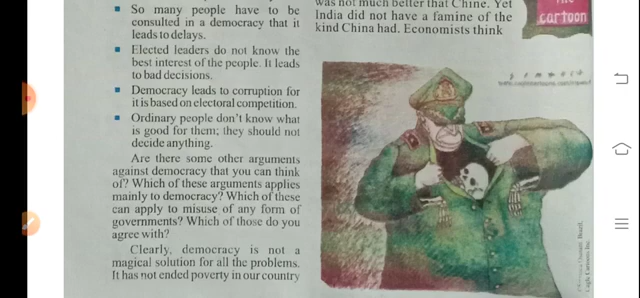 So many people have to be
consulted in a democracy that it
leads to delays.
Elected leaders do not know the
best interest of the people. It leads
to bad decisions.
Democracy leads to corruption for
it is based on electoral competition.
Ordinary people don't know what
is good for them; they should not
decide anything.
Are there some other arguments
against democracy that you can think
of? Which of these arguments applies
mainly to democracy? Which of these
can apply to misuse of any form of
governments? Which of those do you
agree with?
Clearly, democracy is not a
magical solution for all the problems.
It has not ended poverty in our country
was not much better that Chine. Yet
India did not have a famine of the
kind China had. Economists think
cartoon
Cagle Cartoons Inc.